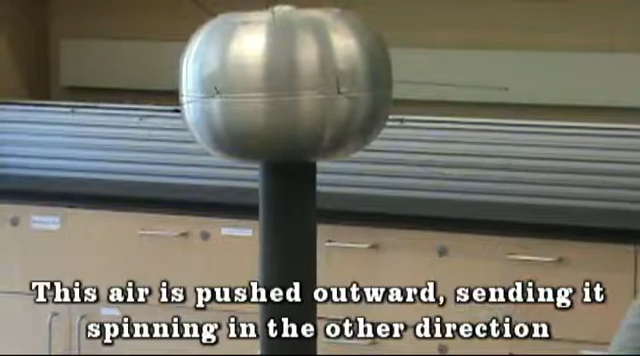 This air is pushed outward, sending it
spinning in the other direction